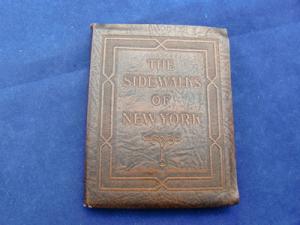 THE
SIDEWALKS
OF
NEW YORK